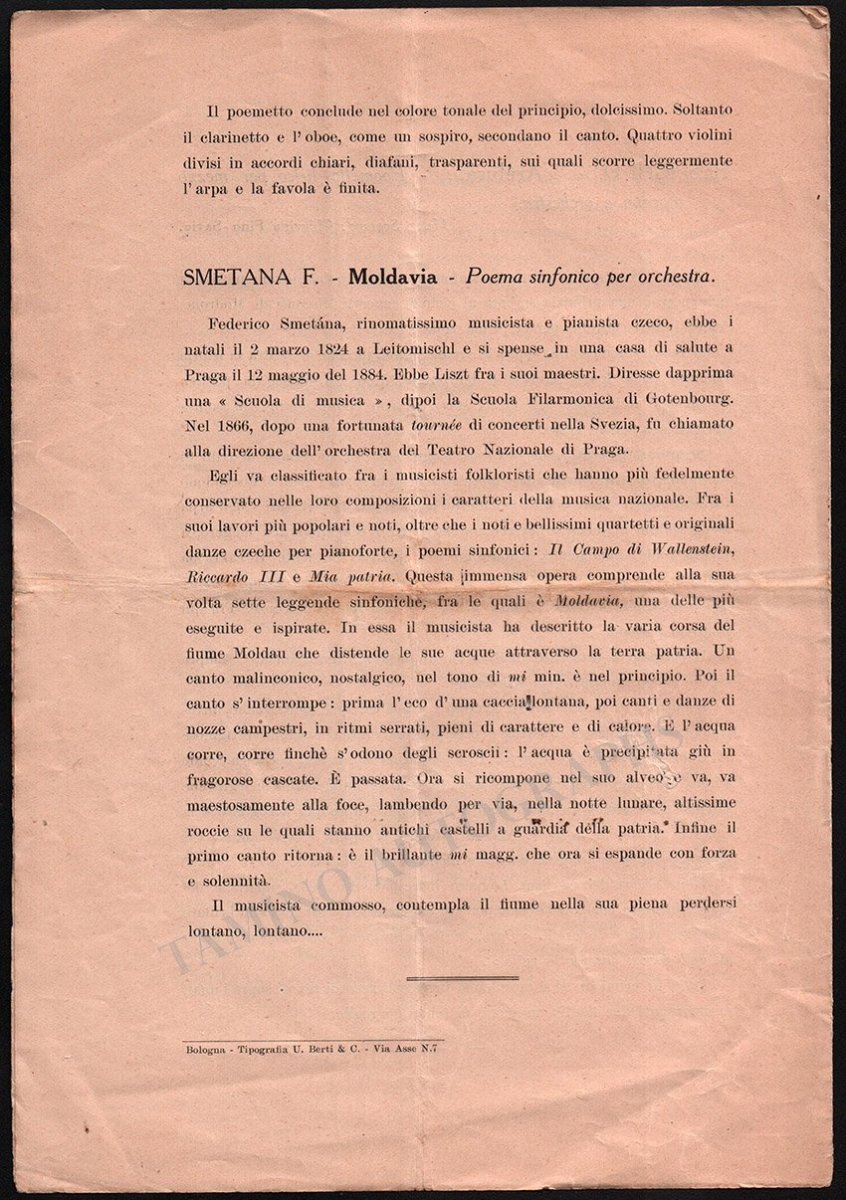 Il poemetto conclude nel colore tonale del principio, dolcissimo. Soltanto
il clarinetto e l' oboe, come un sospiro, secondano il canto. Quattro violini
divisi in accordi chiari, diafani, trasparenti, sui quali scorre leggermente
l' arpa e la favola è finita.
SMETANA F. - Moldavia - Poema sinfonico per orchestra.
Federico Smetána, rinomatissimo musicista e pianista czeco, ebbe i
natali il 2 marzo 1824 a Leitomischl e si spense in una casa di salute a
Praga il 12 maggio del 1884. Ebbe Liszt fra i suoi maestri. Diresse dapprima
una « Scuola di musica » , dipoi la Scuola Filarmonica di Gotenbourg.
Nel 1866, dopo una fortunata tournée di concerti nella Svezia, fu chiamato
alla direzione dell' orchestra del Teatro Nazionale di Praga.
Egli va classificato fra i musicisti folkloristi che hanno più fedelmente
conservato nelle loro composizioni i caratteri della musica nazionale. Fra i
suoi lavori più popolari e noti, oltre che i noti e bellissimi quartetti e originali
danze czeche per pianoforte, i poemi sinfonici : Il Campo di Wallenstein,
Riccardo III e Mia patria. Questa immensa opera comprende alla sua
volta sette leggende sinfoniche, fra le quali è Moldavia, una delle più
eseguite e ispirate. In essa il musicista ha descritto la varia corsa del
fiume Moldau che distende le sue acque attraverso la terra patria. Un
canto malinconico, nostalgico, nel tono di mi min. è nel principio. Poi il
canto s' interrompe : prima l' eco d' una caccia lontana, poi canti e danze di
nozze campestri, in ritmi serrati, pieni di carattere e di calore. E l' acqua
corre, corre finchè s' odono degli scroscii : l' acqua è precipitata giù in
fragorose cascate. È passata. Ora si ricompone nel suo alveo e va, va
maestosamente alla foce, lambendo per via, nella notte lunare, altissime
roccie su le quali stanno antichi castelli a guardia della patria. Infine il
primo canto ritorna : è il brillante mi magg. che ora si espande con forza
e solennità.
Il musicista commosso, contempla il fiume nella sua piena perdersi
lontano, lontano....
Bologna - Tipografia U. Berti & C. - Via Asse N.7
TAMINO AUTOGRAPHS